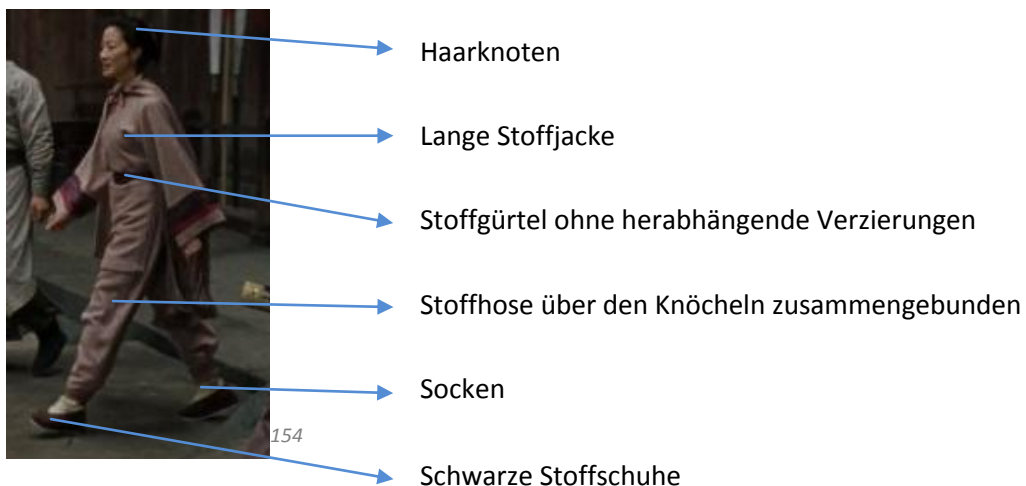 Haarknoten
Lange Stoffjacke
Stoffgürtel ohne herabhängende Verzierungen
Stoffhose über den Knöcheln zusammengebunden
Socken
154
Schwarze Stoffschuhe